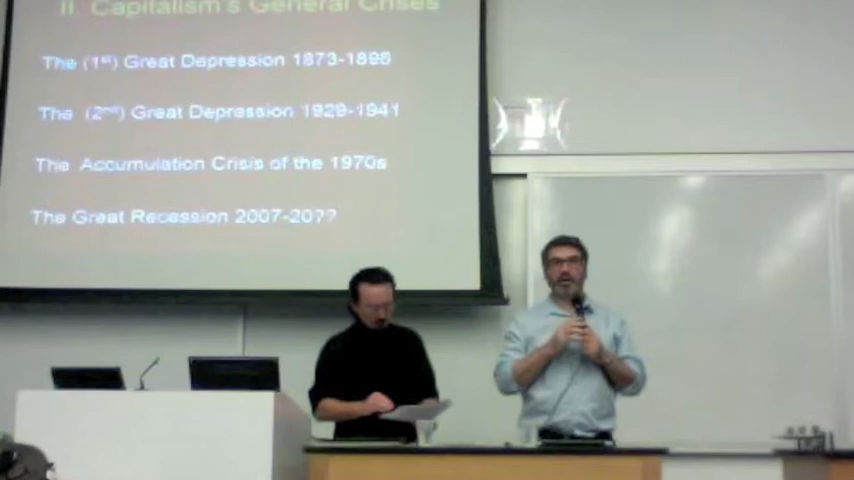 II. Capitalism's General Crises
The (1st) Great Depression 1873-1896
The (2nd) Great Depression 1929-1941
The Accumulation Crisis of the 1970s
The Great Recession 2007-20??